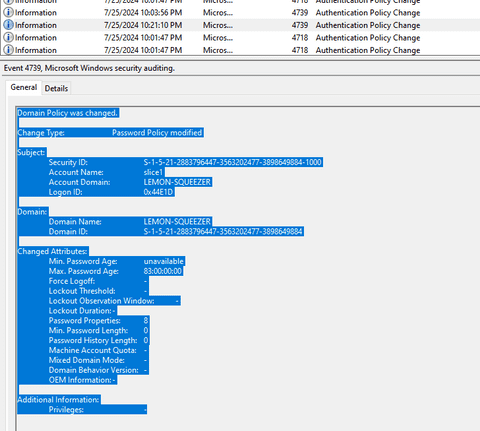 Information 7/25/2024 10:01:47 PM Micros... 4718 Authentication Policy Change
Information 7/25/2024 10:03:56 PM Micros... 4739 Authentication Policy Change
Information 7/25/2024 10:21:10 PM Micros... 4739 Authentication Policy Change
Information 7/25/2024 10:01:47 PM Micros... 4718 Authentication Policy Change
Information 7/25/2024 10:01:47 PM Micros... 4718 Authentication Policy Change
Event 4739, Microsoft Windows security auditing.
General Details
Domain Policy was changed.
Change Type: Password Policy modified
Subject:
Security ID: S-1-5-21-2883796447-3563202477-3898649884-1000
Account Name: slice1
Account Domain: LEMON-SQUEEZER
Logon ID: 0x44E1D
Domain:
Domain Name: LEMON-SQUEEZER
Domain ID: S-1-5-21-2883796447-3563202477-3898649884
Changed Attributes:
Min. Password Age: unavailable
Max. Password Age: 83:00:00:00
Force Logoff: -
Lockout Threshold: -
Lockout Observation Window: -
Lockout Duration: -
Password Properties: 8
Min. Password Length: 0
Password History Length: 0
Machine Account Quota: -
Mixed Domain Mode: -
Domain Behavior Version: -
OEM Information: -
Additional Information:
Privileges: -